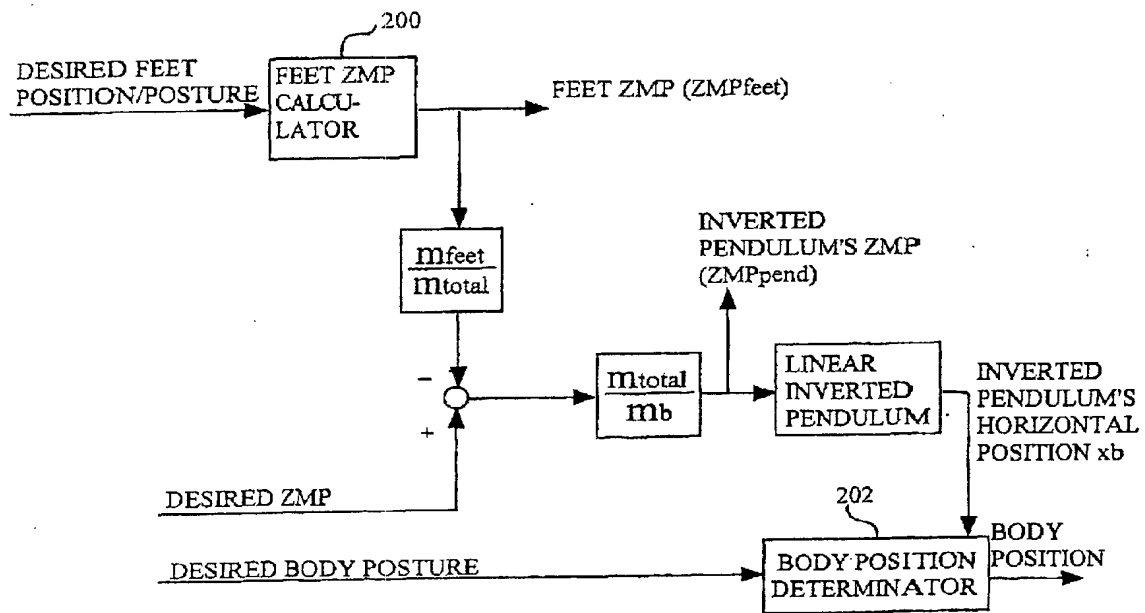 200
DESIRED FEET
POSITION/POSTURE
FEET ZMP
CALCU-
LATOR
FEET ZMP (ZMPfeet)
mfeet
mtotal
INVERTED
PENDULUM'S ZMP
(ZMPpend)
−
+
mtotal
mb
LINEAR
INVERTED
PENDULUM
INVERTED
PENDULUM'S
HORIZONTAL
POSITION xb
DESIRED ZMP
202
DESIRED BODY POSTURE
BODY POSITION
DETERMINATOR
BODY
POSITION